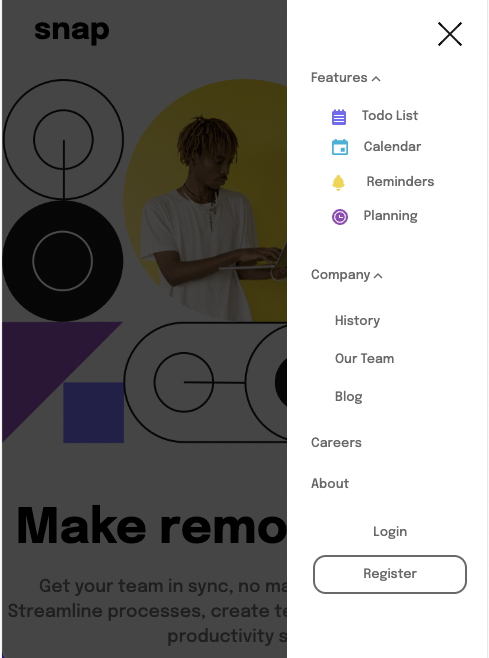 snap
Features
Todo List
Calendar
Reminders
Planning
Company
History
Our Team
Blog
Careers
About
Login
Register
Make remo
Get your team in sync, no ma
Streamline processes, create te
productivity s